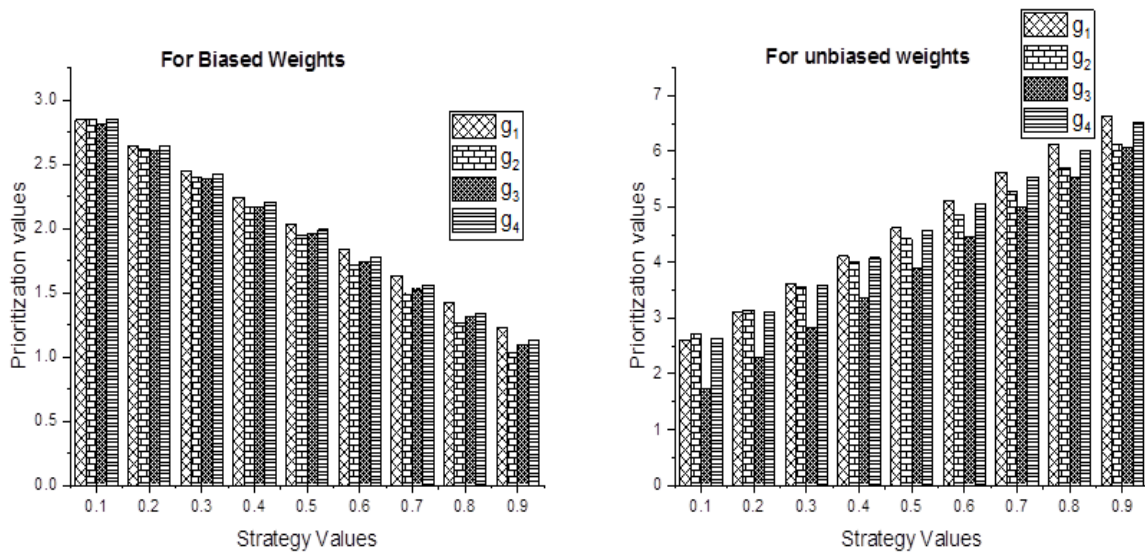 For Biased Weights
Prioritization values
3.0
2.5
2.0
1.5
1.0
0.5
0.0
g₁
g₂
g₃
g₄
0.1 0.2 0.3 0.4 0.5 0.6 0.7 0.8 0.9
Strategy Values
For unbiased weights
Prioritization values
7
6
5
4
3
2
1
0
g₁
g₂
g₃
g₄
0.1 0.2 0.3 0.4 0.5 0.6 0.7 0.8 0.9
Strategy Values